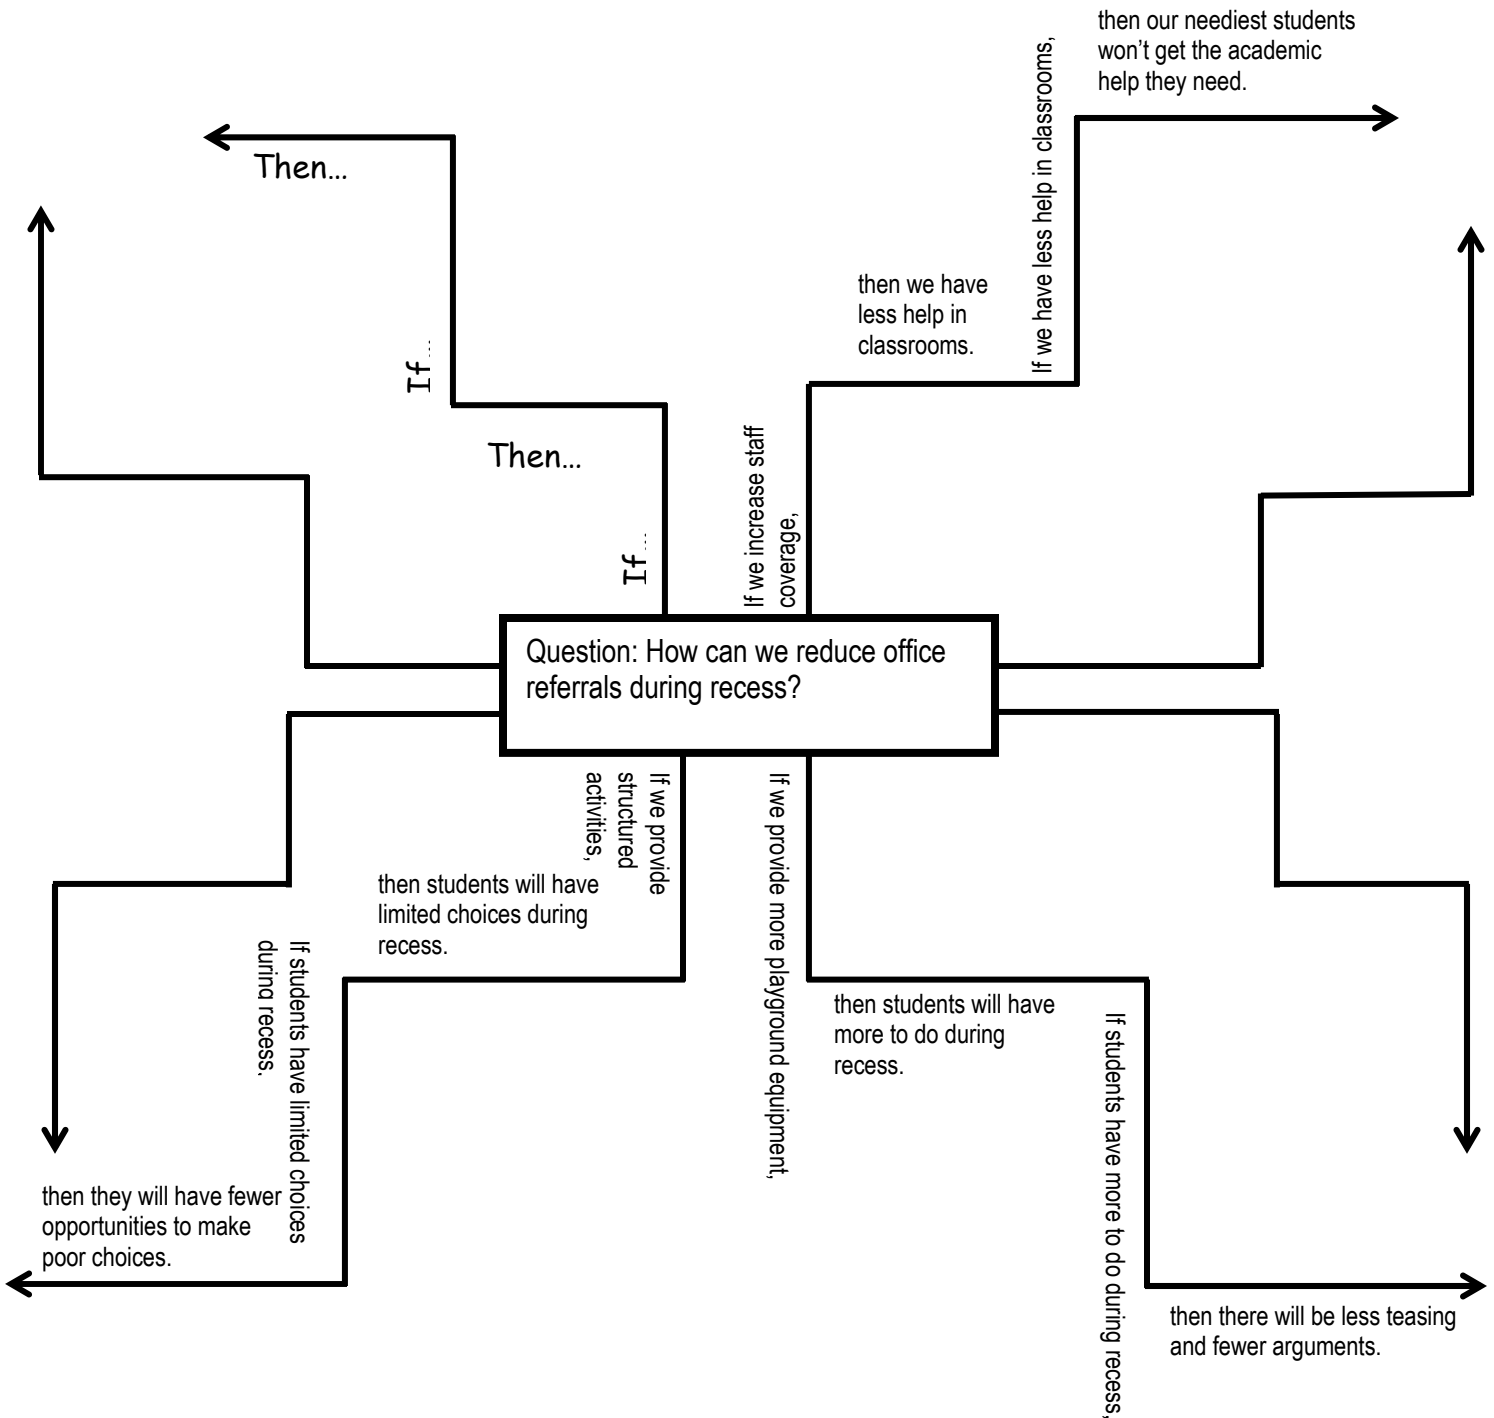 then our neediest students
won't get the academic
help they need.
If we have less help in classrooms,
then we have
less help in
classrooms.
If we increase staff
coverage,
Then...
If...
Then...
If...
Question: How can we reduce office
referrals during recess?
If we provide
structured
activities,
then students will have
limited choices during
recess.
If students have limited choices
during recess,
then they will have fewer
opportunities to make
poor choices.
If we provide more playground equipment,
then students will have
more to do during
recess.
If students have more to do during recess,
then there will be less teasing
and fewer arguments.